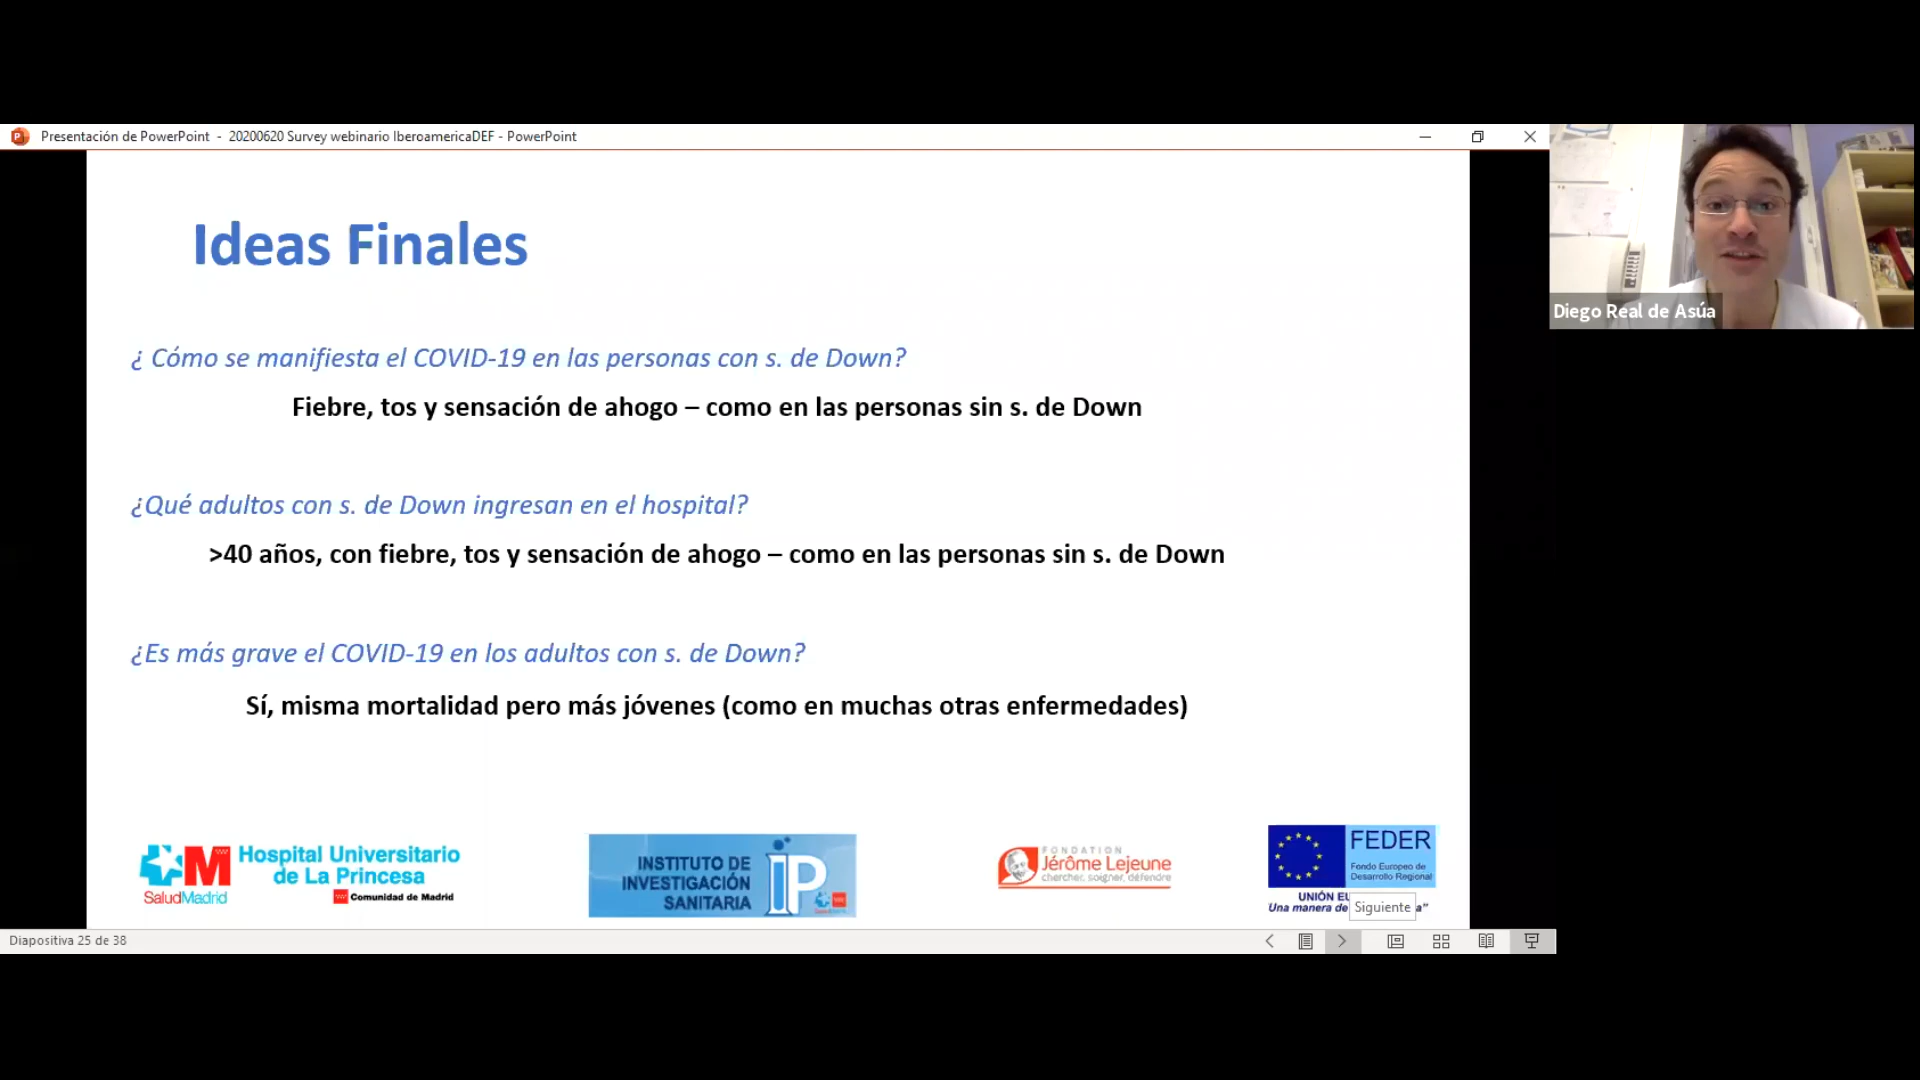 Presentación de PowerPoint - 20200620 Survey webinario IberoamericaDEF - PowerPoint
Diego Real de Asúa
Ideas Finales
¿ Cómo se manifiesta el COVID-19 en las personas con s. de Down?
Fiebre, tos y sensación de ahogo – como en las personas sin s. de Down
¿Qué adultos con s. de Down ingresan en el hospital?
>40 años, con fiebre, tos y sensación de ahogo – como en las personas sin s. de Down
¿Es más grave el COVID-19 en los adultos con s. de Down?
Sí, misma mortalidad pero más jóvenes (como en muchas otras enfermedades)
SaludMadrid
Hospital Universitario
de La Princesa
Comunidad de Madrid
INSTITUTO DE
INVESTIGACIÓN
SANITARIA
iP
FONDATION
Jérôme Lejeune
chercher, soigner, défendre
FEDER
Fondo Europeo de
Desarrollo Regional
UNIÓN EU
Una manera de
a"
Siguiente
Diapositiva 25 de 38